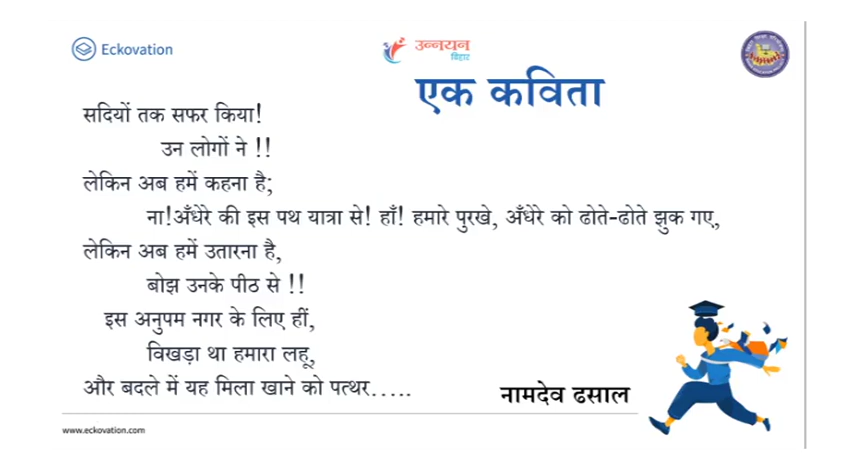 Eckovation
उन्नयन
बिहार
एक कविता
सदियों तक सफर किया!
उन लोगों ने !!
लेकिन अब हमें कहना है;
ना!अँधेरे की इस पथ यात्रा से! हाँ! हमारे पुरखे, अँधेरे को ढोते-ढोते झुक गए,
लेकिन अब हमें उतारना है,
बोझ उनके पीठ से !!
इस अनुपम नगर के लिए हीं,
विखड़ा था हमारा लहू,
और बदले में यह मिला खाने को पत्थर.....
नामदेव ढसाल
www.eckovation.com